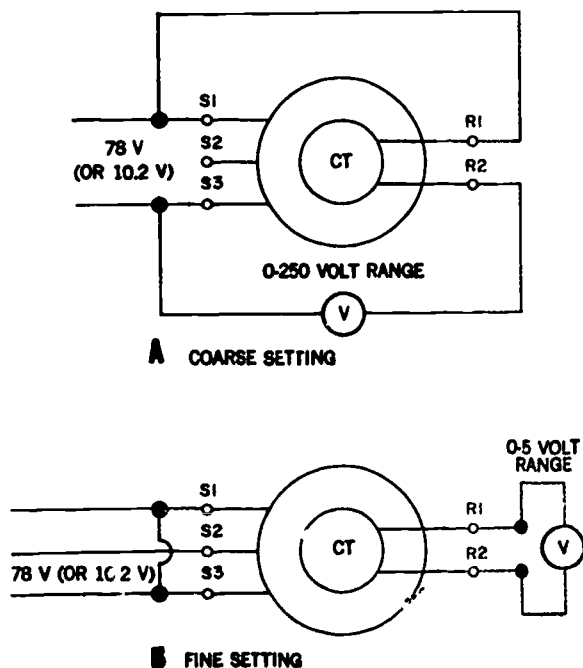 S1
78 V
(OR 10.2 V)
S2
S3
CT
R1
R2
0-250 VOLT RANGE
V
A COARSE SETTING
0-5 VOLT
RANGE
S1
S2
78 V (OR 10.2 V)
S3
CT
R1
R2
V
B FINE SETTING